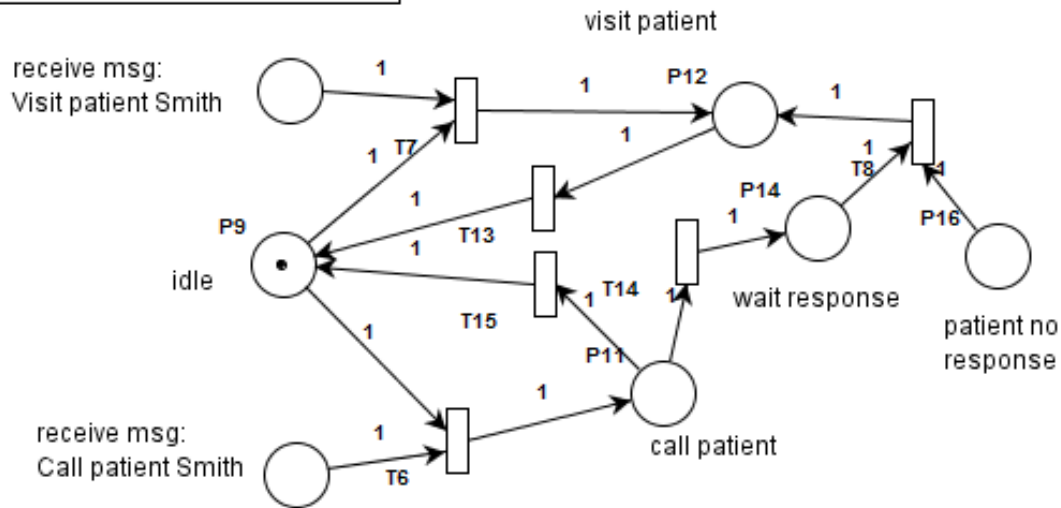 visit patient
receive msg:
Visit patient Smith
1
1
P12
1
1
T7
1
1
1
T8
1
P14
P9
1
T13
1
1
P16
idle
T15
1
T14
1
wait response
patient no
response
1
P11
1
receive msg:
Call patient Smith
1
call patient
T6